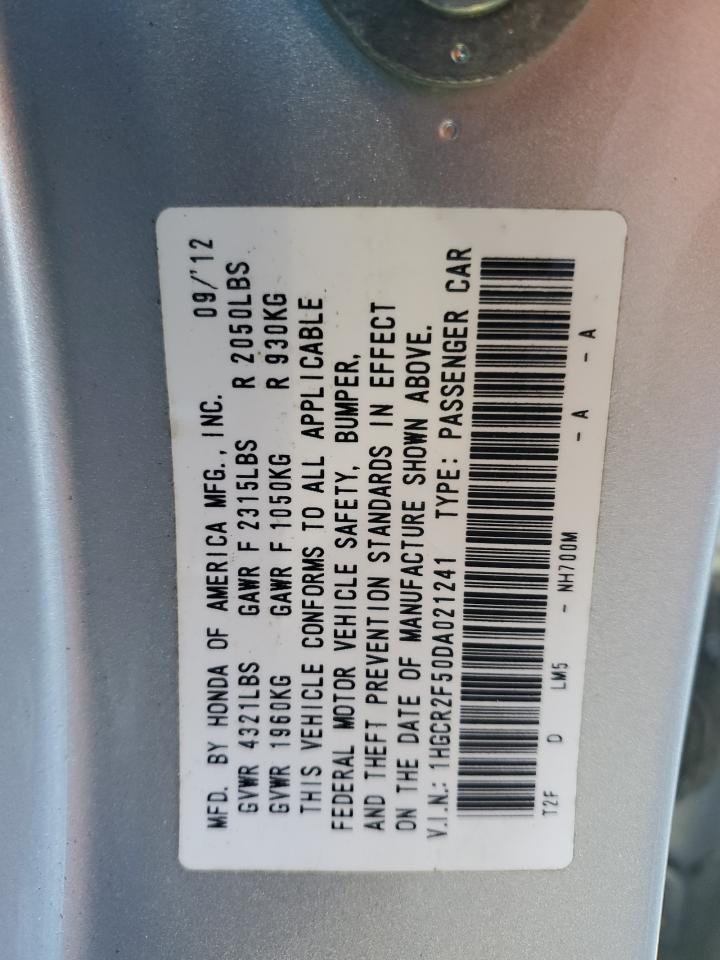 MFD. BY HONDA OF AMERICA MFG., INC. 09/'12
GVWR 4321LBS GAWR F 2315LBS R 2050LBS
GVWR 1960KG GAWR F 1050KG R 930KG
THIS VEHICLE CONFORMS TO ALL APPLICABLE
FEDERAL MOTOR VEHICLE SAFETY, BUMPER,
AND THEFT PREVENTION STANDARDS IN EFFECT
ON THE DATE OF MANUFACTURE SHOWN ABOVE.
V.I.N.: 1HGCR2F50DA021241 TYPE: PASSENGER CAR
T2F D LM5 - NH700M - A - A